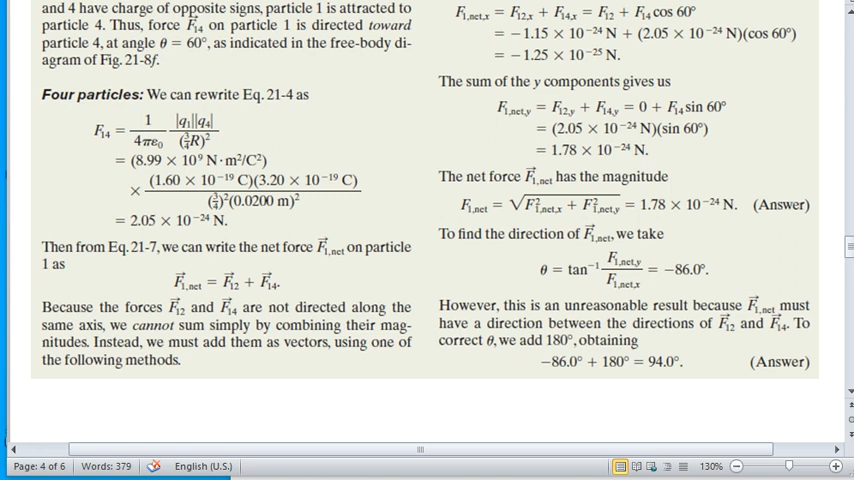 and 4 have charge of opposite signs, particle 1 is attracted to
particle 4. Thus, force F⃗14 on particle 1 is directed toward
particle 4, at angle θ = 60°, as indicated in the free-body di-
agram of Fig. 21-8f.
Four particles: We can rewrite Eq. 21-4 as
F14 = 1/(4πε0) |q1||q4|/(¾R)²
= (8.99 × 10⁹ N·m²/C²)
× (1.60 × 10⁻¹⁹ C)(3.20 × 10⁻¹⁹ C)/((¾)²(0.0200 m)²)
= 2.05 × 10⁻²⁴ N.
Then from Eq. 21-7, we can write the net force F⃗1,net on particle
1 as
F⃗1,net = F⃗12 + F⃗14.
Because the forces F⃗12 and F⃗14 are not directed along the
same axis, we cannot sum simply by combining their mag-
nitudes. Instead, we must add them as vectors, using one of
the following methods.
F1,net,x = F12,x + F14,x = F12 + F14 cos 60°
= −1.15 × 10⁻²⁴ N + (2.05 × 10⁻²⁴ N)(cos 60°)
= −1.25 × 10⁻²⁵ N.
The sum of the y components gives us
F1,net,y = F12,y + F14,y = 0 + F14 sin 60°
= (2.05 × 10⁻²⁴ N)(sin 60°)
= 1.78 × 10⁻²⁴ N.
The net force F⃗1,net has the magnitude
F1,net = √(F²1,net,x + F²1,net,y) = 1.78 × 10⁻²⁴ N. (Answer)
To find the direction of F⃗1,net, we take
θ = tan⁻¹ F1,net,y/F1,net,x = −86.0°.
However, this is an unreasonable result because F⃗1,net must
have a direction between the directions of F⃗12 and F⃗14. To
correct θ, we add 180°, obtaining
−86.0° + 180° = 94.0°. (Answer)
Page: 4 of 6 Words: 379 English (U.S.) 130%